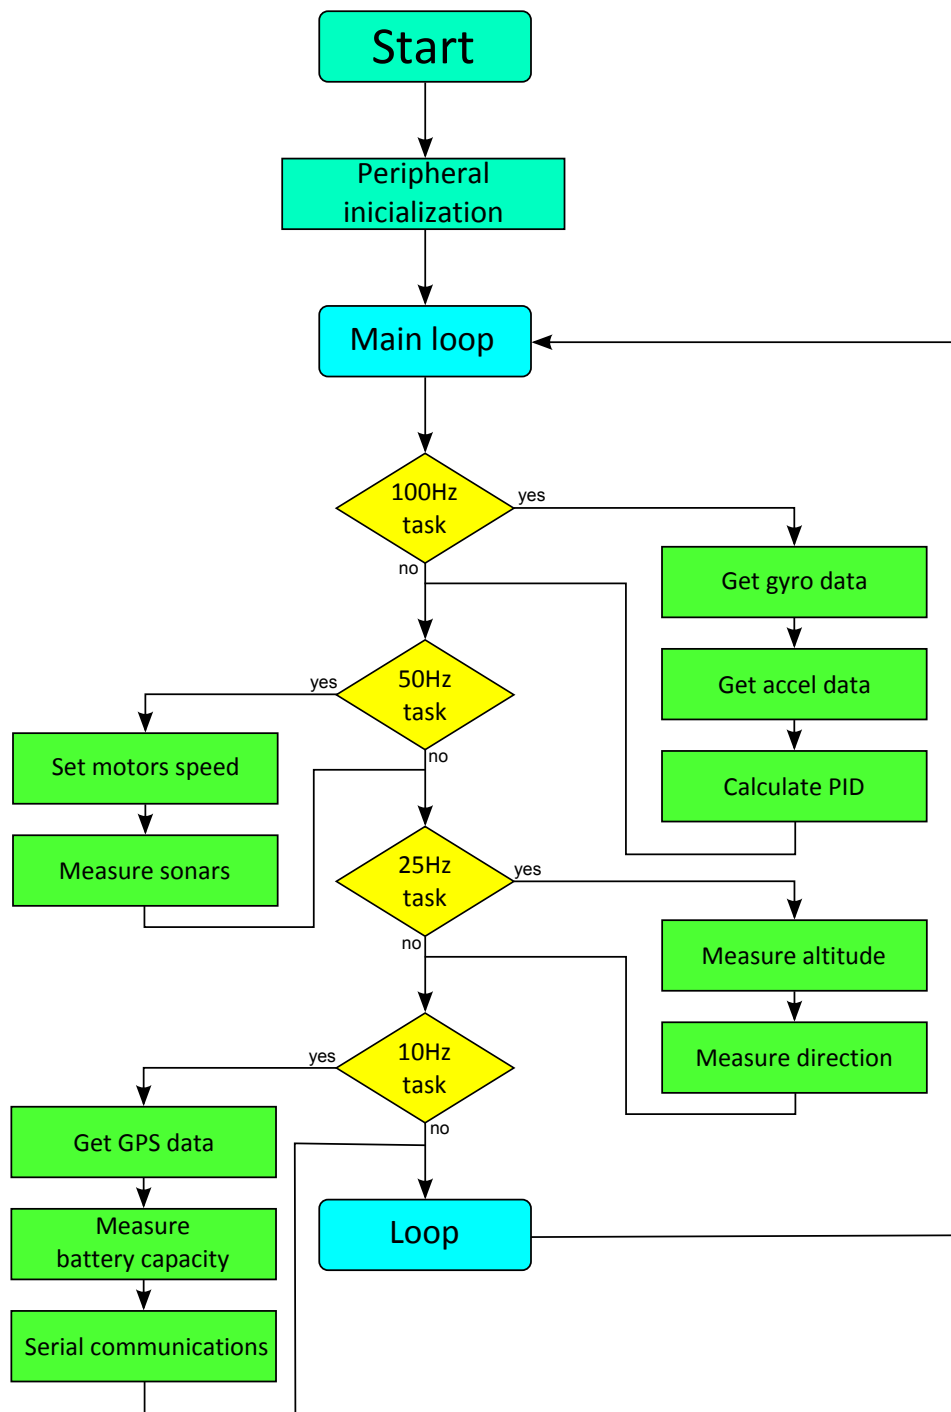 Start
Peripheral
inicialization
Main loop
100Hz
task
yes
no
Get gyro data
Get accel data
Calculate PID
50Hz
task
yes
no
Set motors speed
Measure sonars
25Hz
task
yes
no
Measure altitude
Measure direction
10Hz
task
yes
no
Get GPS data
Measure
battery capacity
Serial communications
Loop